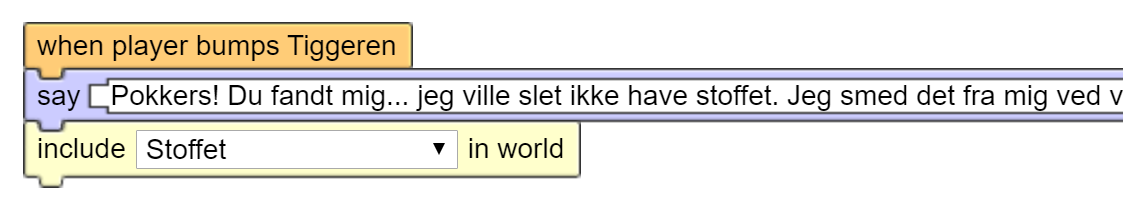 when player bumps Tiggeren
say Pokkers! Du fandt mig... jeg ville slet ikke have stoffet. Jeg smed det fra mig ved
include Stoffet ▼ in world